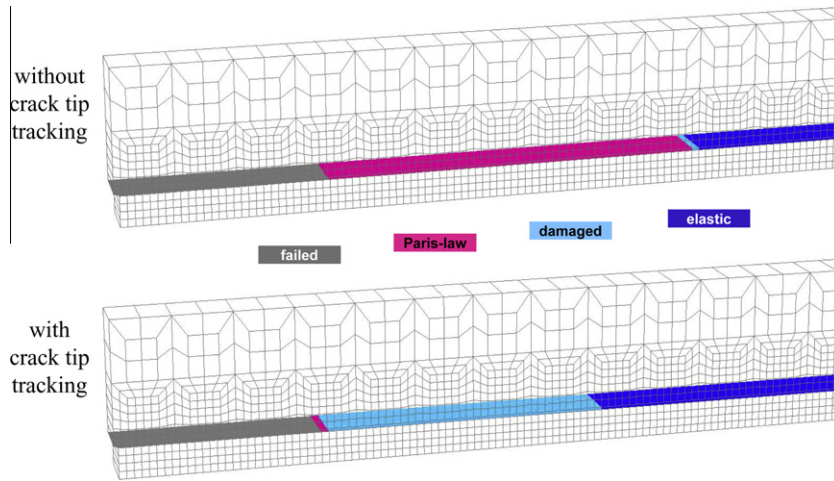 without
crack tip
tracking
elastic
damaged
Paris-law
failed
with
crack tip
tracking